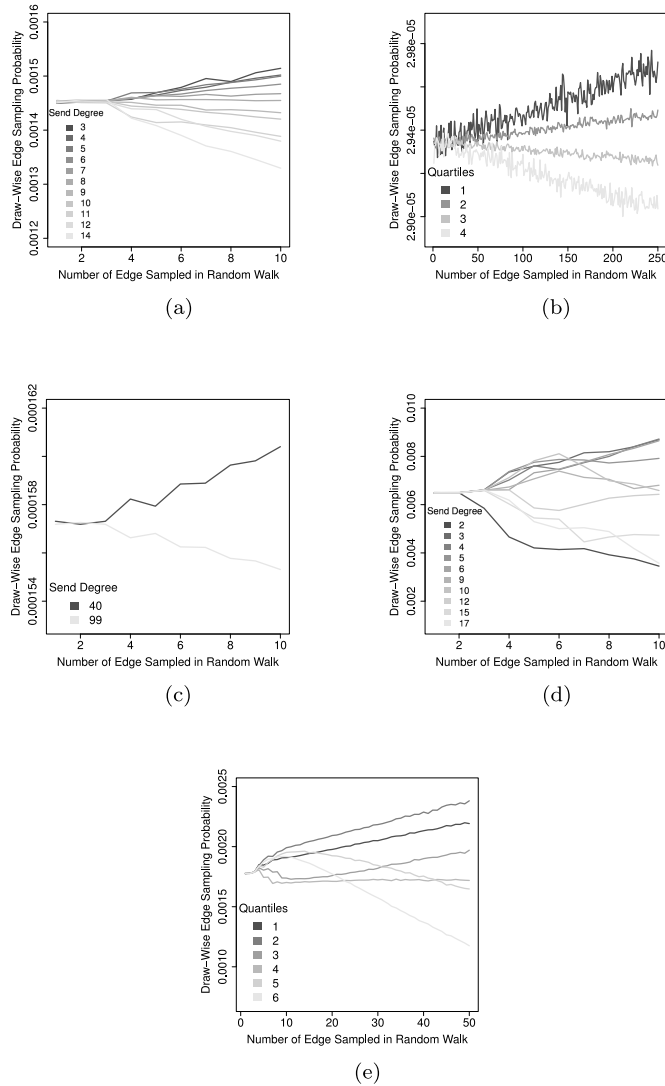 Draw−Wise Edge Sampling Probability
0.0012 0.0013 0.0014 0.0015 0.0016
Send Degree
3
4
5
6
7
8
9
10
11
12
14
2 4 6 8 10
Number of Edge Sampled in Random Walk
(a)
Draw−Wise Edge Sampling Probability
2.90e−05 2.94e−05 2.98e−05
Quartiles
1
2
3
4
0 50 100 150 200 250
Number of Edge Sampled in Random Walk
(b)
Draw−Wise Edge Sampling Probability
0.000154 0.000158 0.000162
Send Degree
40
99
2 4 6 8 10
Number of Edge Sampled in Random Walk
(c)
Draw−Wise Edge Sampling Probability
0.002 0.004 0.006 0.008 0.010
Send Degree
2
3
4
5
6
9
10
12
15
17
2 4 6 8 10
Number of Edge Sampled in Random Walk
(d)
Draw−Wise Edge Sampling Probability
0.0010 0.0015 0.0020 0.0025
Quantiles
1
2
3
4
5
6
0 10 20 30 40 50
Number of Edge Sampled in Random Walk
(e)